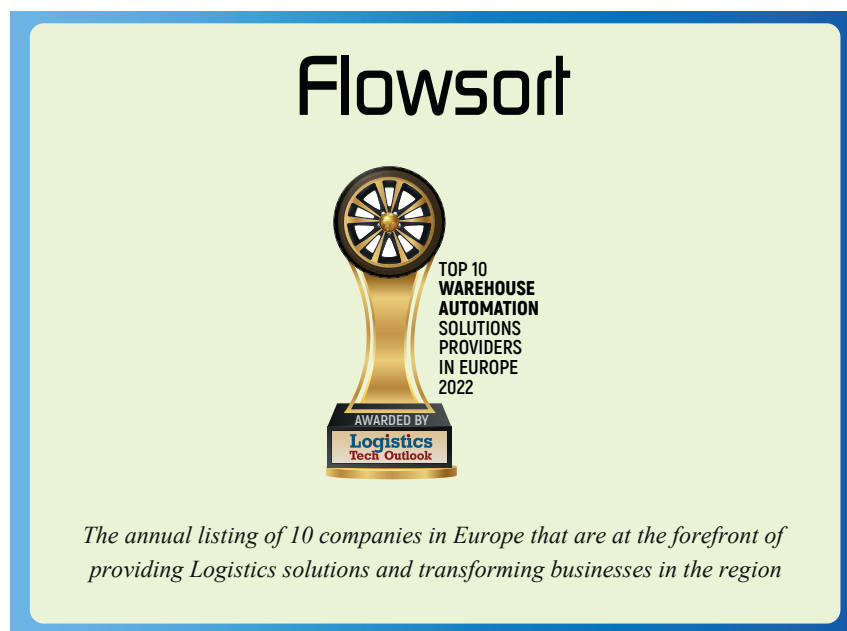 Flowsort
TOP 10
WAREHOUSE
AUTOMATION
SOLUTIONS
PROVIDERS
IN EUROPE
2022
AWARDED BY
Logistics
Tech Outlook
The annual listing of 10 companies in Europe that are at the forefront of
providing Logistics solutions and transforming businesses in the region